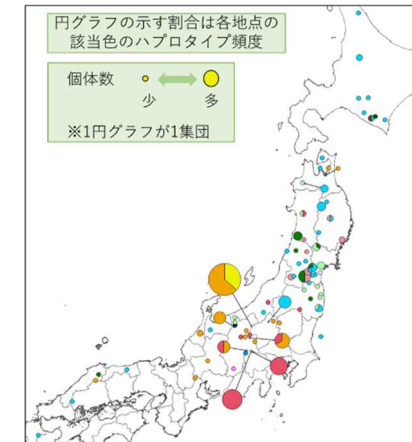 円グラフの示す割合は各地点の
該当色のハプロタイプ頻度
個体数
少 多
※1円グラフが1集団